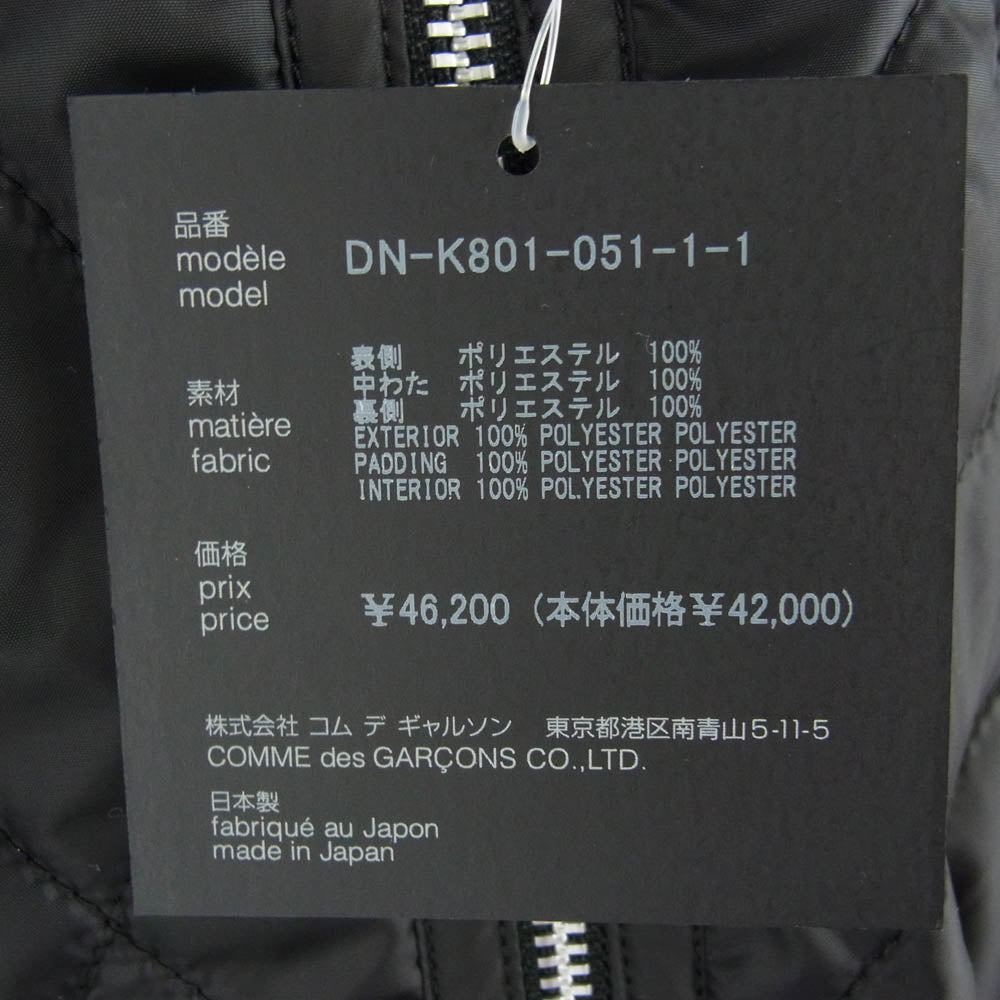 品番
modèle
model
DN-K801-051-1-1
素材
matière
fabric
表側 ポリエステル 100%
中わた ポリエステル 100%
裏側 ポリエステル 100%
EXTERIOR 100% POLYESTER POLYESTER
PADDING 100% POLYESTER POLYESTER
INTERIOR 100% POLYESTER POLYESTER
価格
prix
price
¥46,200 (本体価格¥42,000)
株式会社 コム デ ギャルソン 東京都港区南青山5-11-5
COMME des GARÇONS CO.,LTD.
日本製
fabriqué au Japon
made in Japan